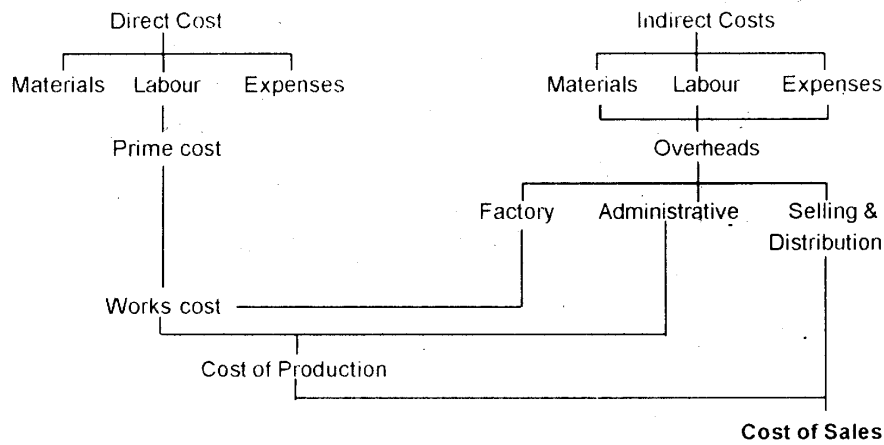 Direct Cost Indirect Costs
Materials Labour Expenses Materials Labour Expenses
Prime cost Overheads
Factory Administrative Selling &
Distribution
Works cost
Cost of Production
Cost of Sales